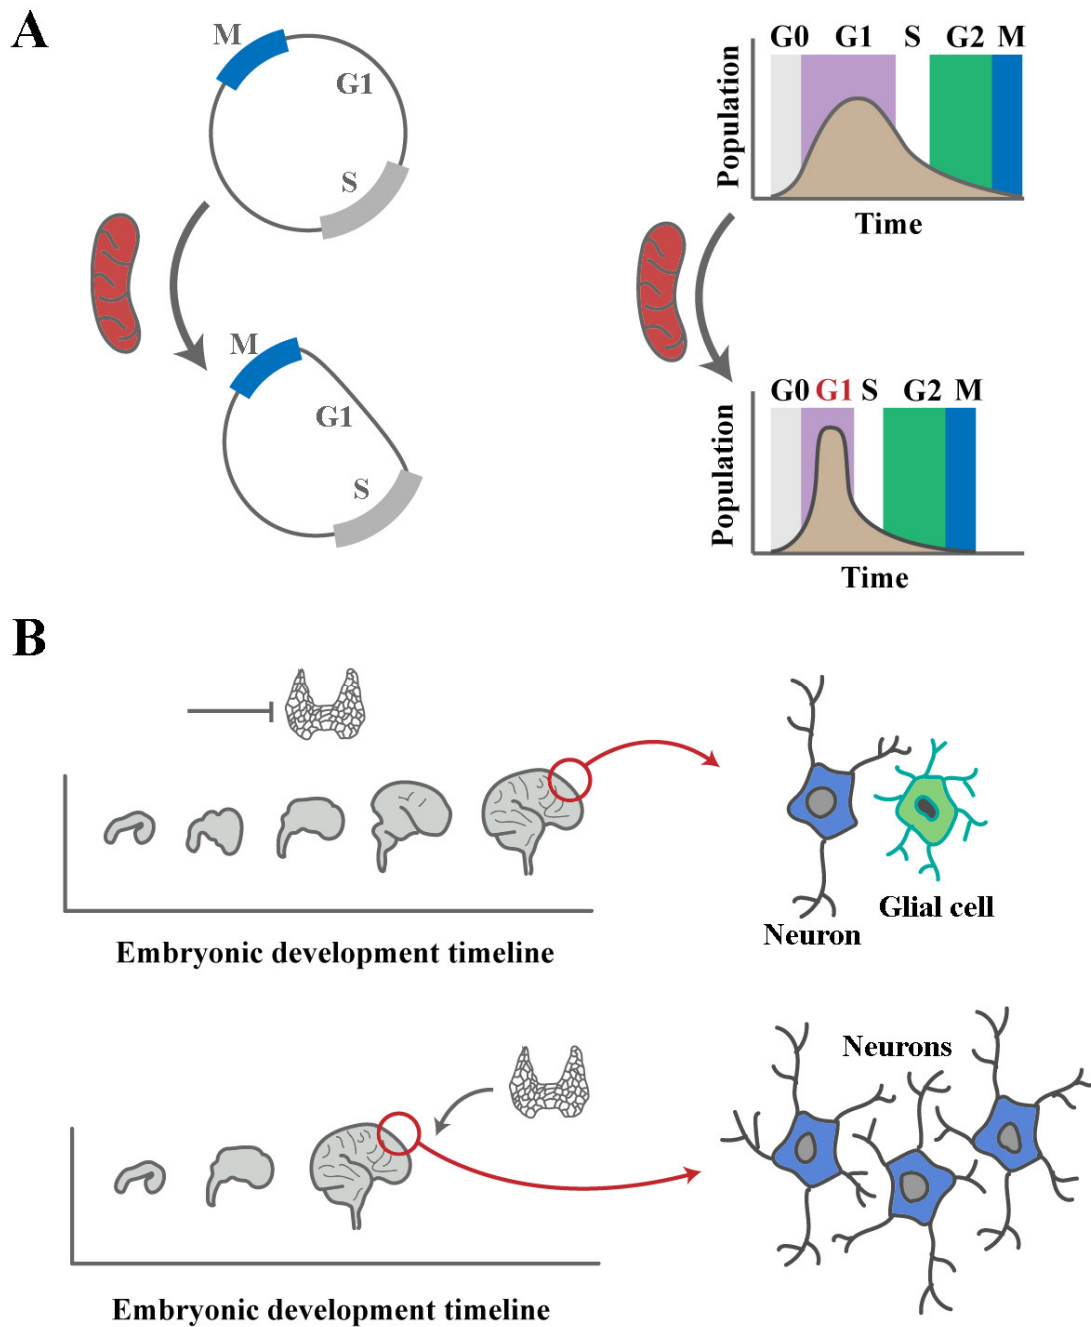 A
M
G1
S
M
G1
S
G0 G1 S G2 M
Population
Time
G0 G1 S G2 M
Population
Time
B
Neuron
Glial cell
Embryonic development timeline
Neurons
Embryonic development timeline